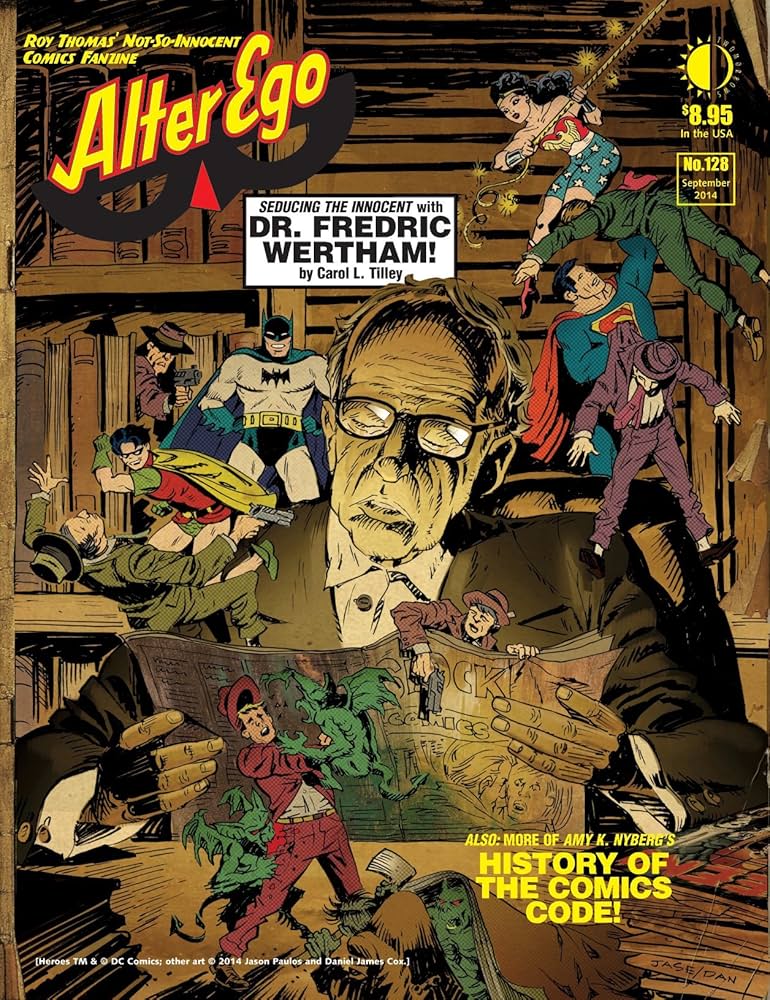 ROY THOMAS' NOT-SO-INNOCENT
COMICS FANZINE
Alter Ego
TWOMORROWS
$8.95
In the USA
No.128
September
2014
SEDUCING THE INNOCENT with
DR. FREDRIC
WERTHAM!
by Carol L. Tilley
COMICS
ALSO: MORE OF AMY K. NYBERG'S
HISTORY OF
THE COMICS
CODE!
[Heroes TM & © DC Comics; other art © 2014 Jason Paulos and Daniel James Cox.]
JASE/DAN